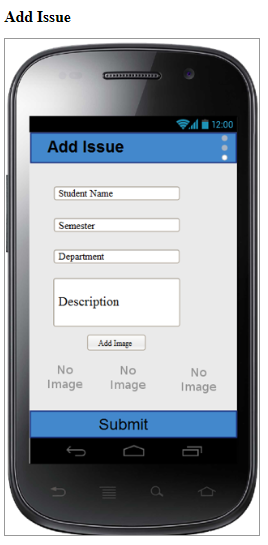 Add Issue
12:00
Add Issue
Student Name
Semester
Department
Description
Add Image
No
Image
No
Image
No
Image
Submit